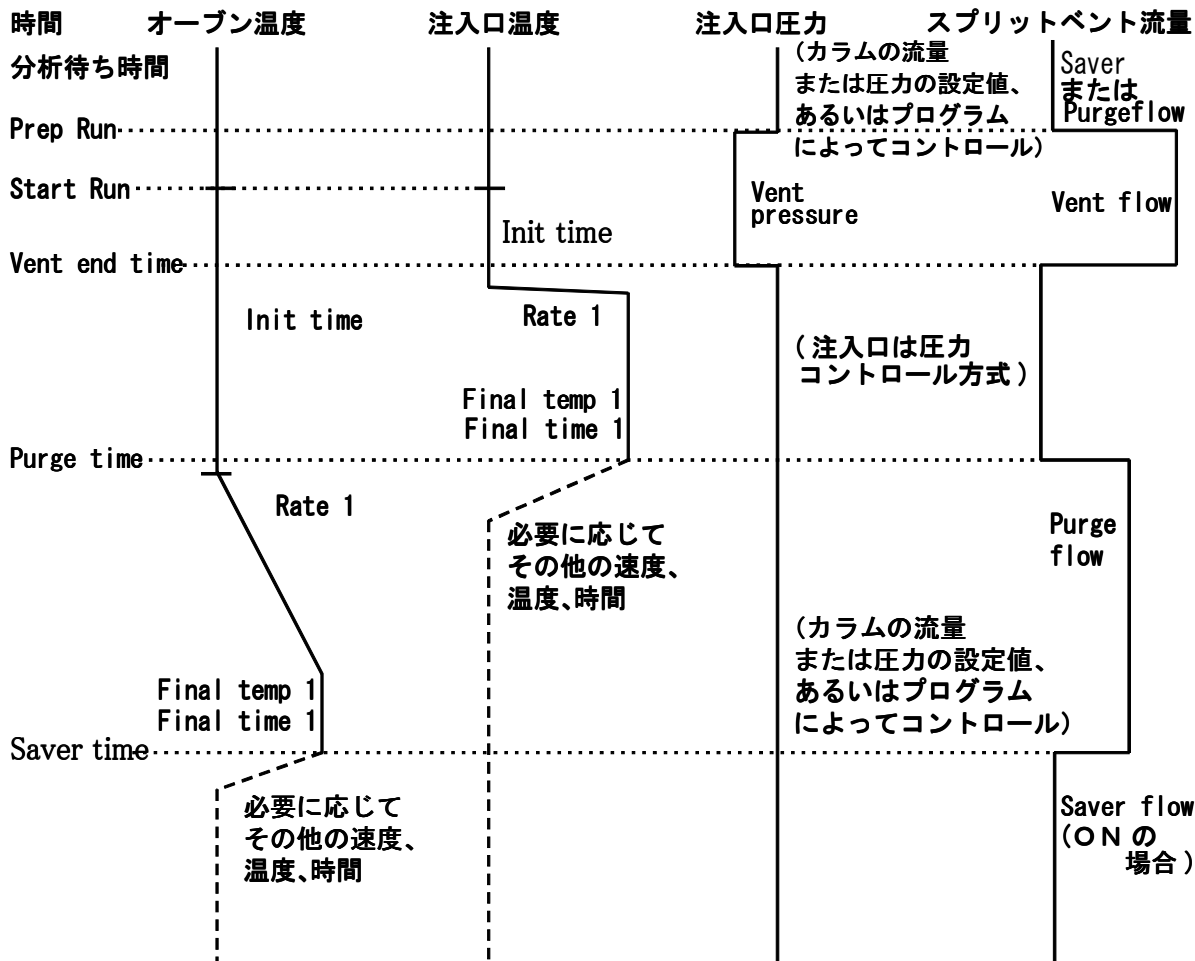 時間
オーブン温度
注入口温度
注入口圧力
スプリットベント流量
分析待ち時間
(カラムの流量
または圧力の設定値、
あるいはプログラム
によってコントロール)
Saver
または
Purgeflow
Prep Run
Start Run
Vent
pressure
Vent flow
Init time
Vent end time
Init time
Rate 1
(注入口は圧力
コントロール方式)
Final temp 1
Final time 1
Purge time
Rate 1
必要に応じて
その他の速度、
温度、時間
Purge
flow
(カラムの流量
または圧力の設定値、
あるいはプログラム
によってコントロール)
Final temp 1
Final time 1
Saver time
必要に応じて
その他の速度、
温度、時間
Saver flow
(ONの
場合)